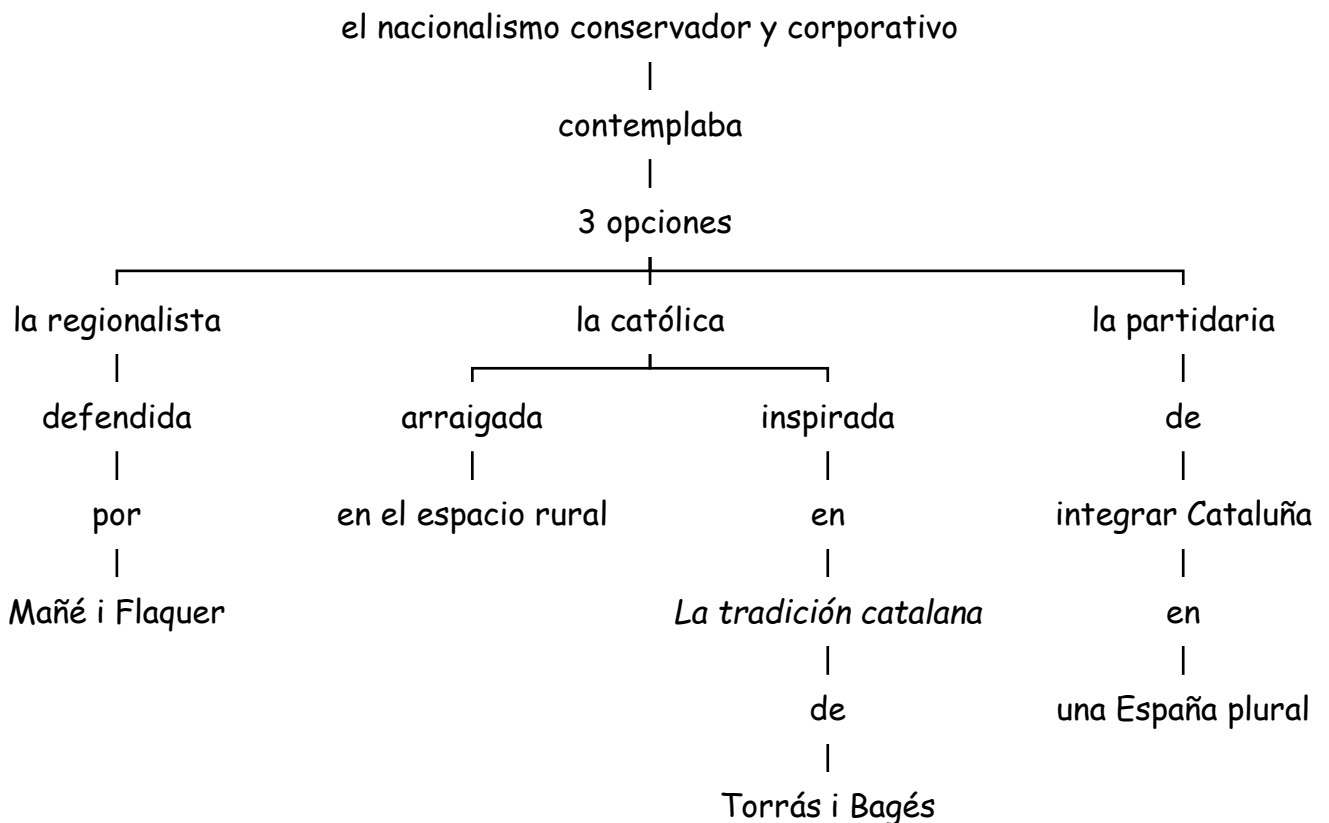 el nacionalismo conservador y corporativo
contemplaba
3 opciones
la regionalista
la católica
la partidaria
defendida
arraigada
inspirada
de
por
en el espacio rural
en
integrar Cataluña
Mañé i Flaquer
La tradición catalana
en
de
una España plural
Torrás i Bagés